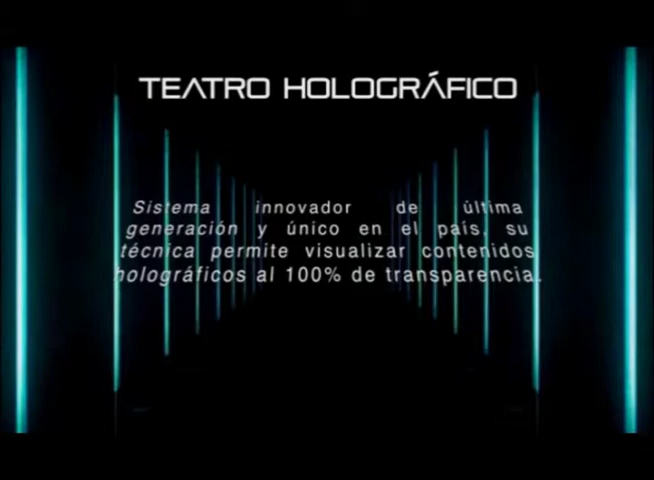 TEATRO HOLOGRÁFICO
Sistema innovador de última
generación y único en el país, su
técnica permite visualizar contenidos
holográficos al 100% de transparencia.